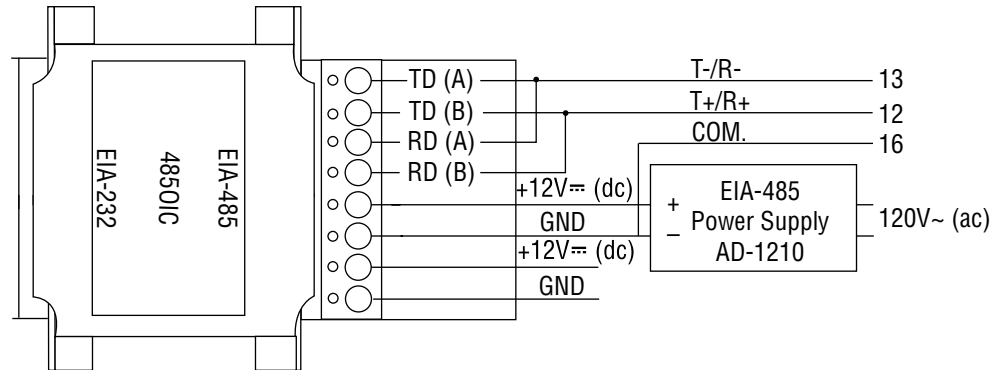 EIA-232
485OIC
EIA-485
TD (A)
TD (B)
RD (A)
RD (B)
+12V⎓ (dc)
GND
+12V⎓ (dc)
GND
T-/R-
13
T+/R+
12
COM.
16
+
–
EIA-485
Power Supply
AD-1210
120V~ (ac)